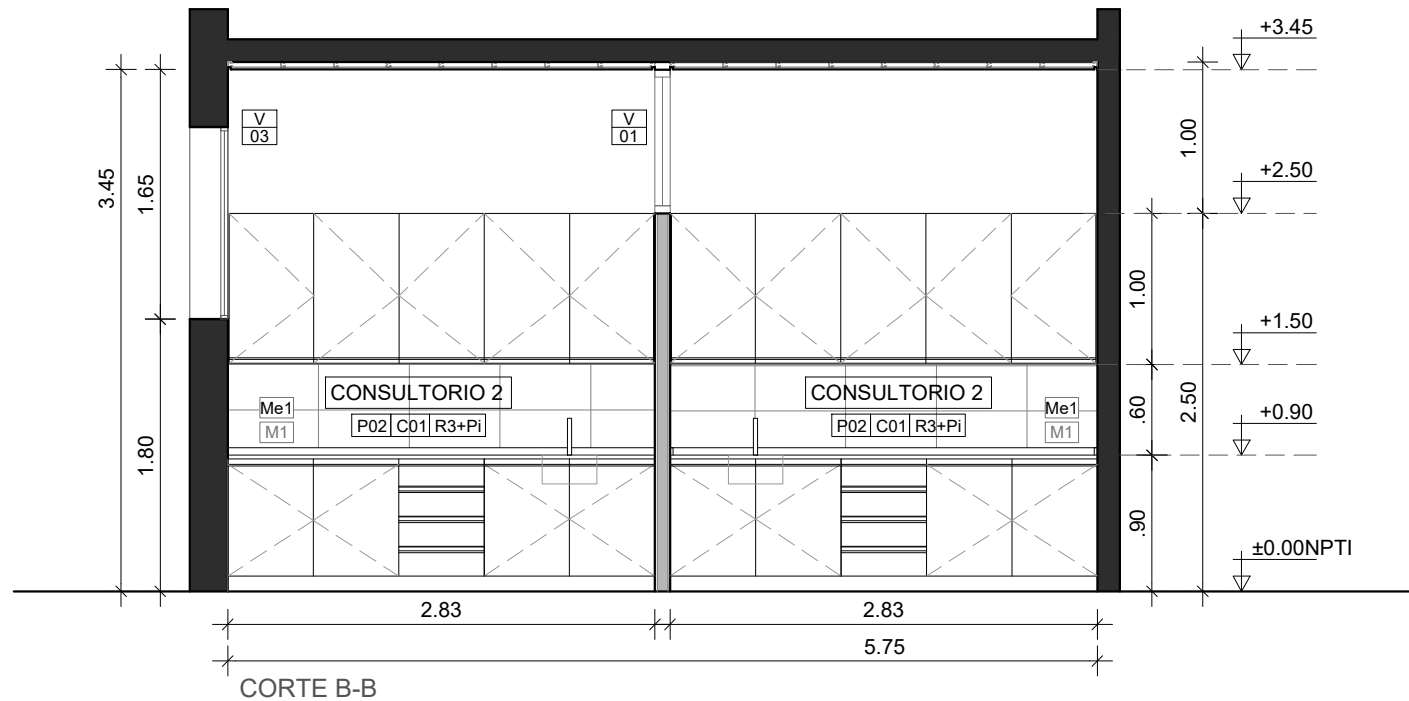 +3.45
V
03
V
01
3.45
1.65
1.00
+2.50
1.00
+1.50
CONSULTORIO 2
CONSULTORIO 2
Me1
M1
P02 C01 R3+Pi
P02 C01 R3+Pi
Me1
M1
.60
2.50
+0.90
1.80
.90
±0.00NPTI
2.83
2.83
5.75
CORTE B-B